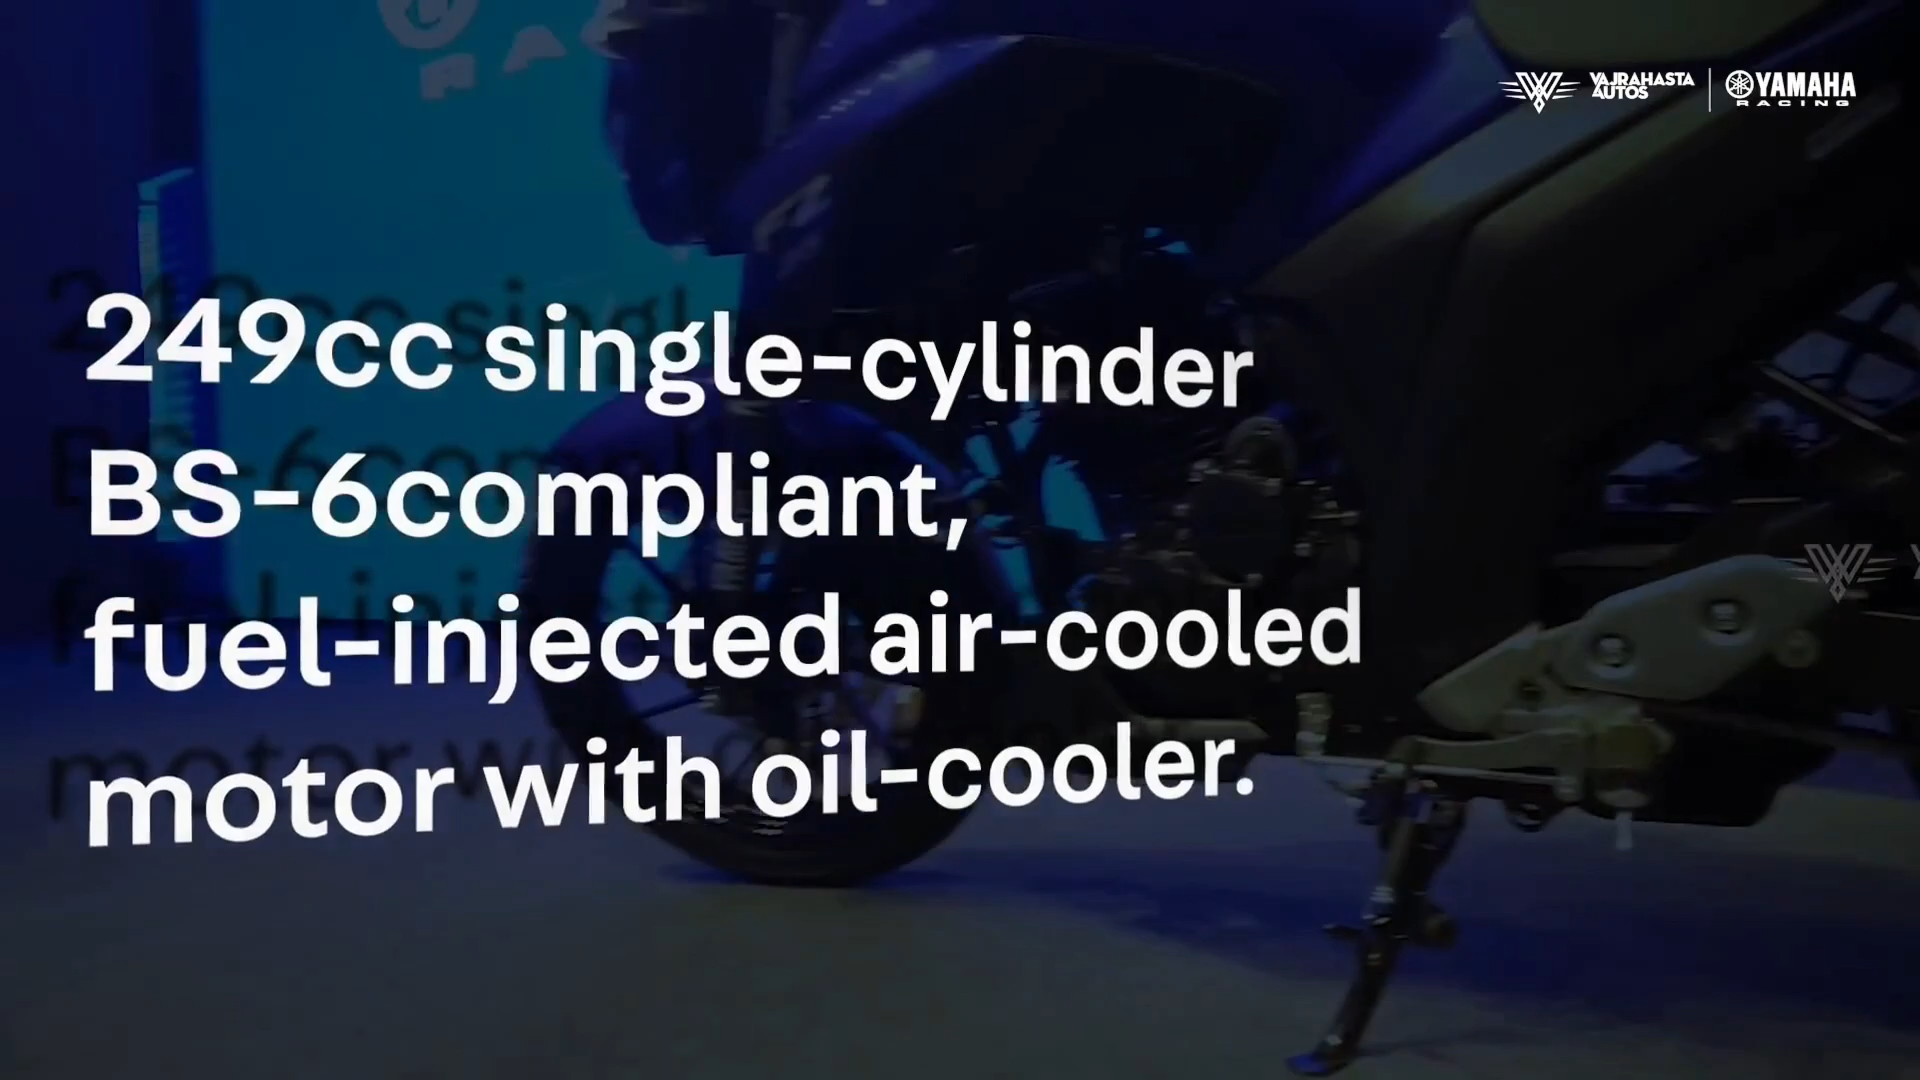 VAJRAHASTA
AUTOS
YAMAHA
RACING
249cc single-cylinder
BS-6compliant,
fuel-injected air-cooled
motor with oil-cooler.